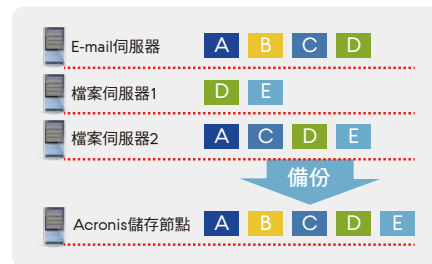 E-mail伺服器 A B C D
檔案伺服器1 D E
檔案伺服器2 A C D E
備份
Acronis儲存節點 A B C D E